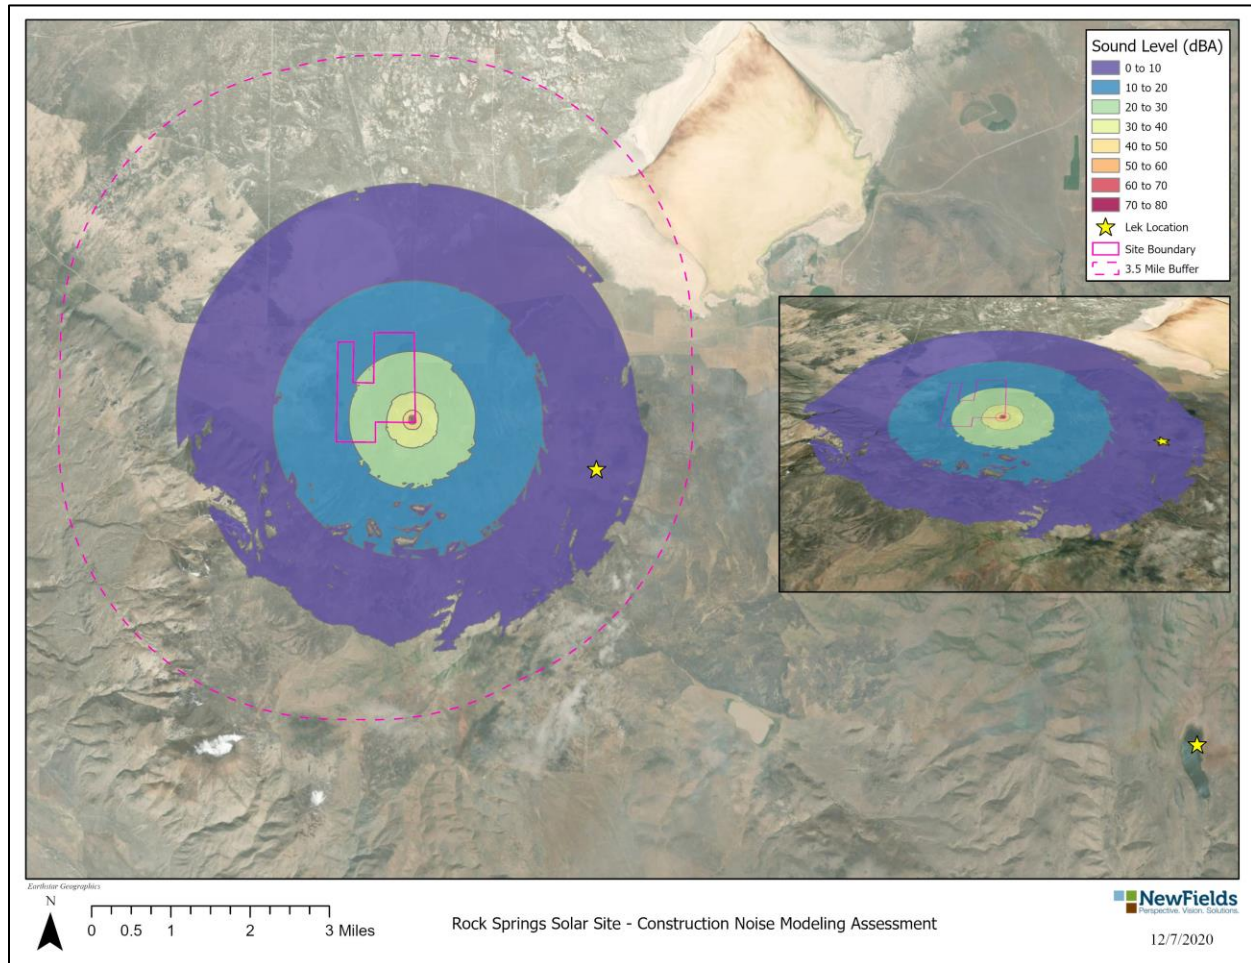 Sound Level (dBA)
0 to 10
10 to 20
20 to 30
30 to 40
40 to 50
50 to 60
60 to 70
70 to 80
Lek Location
Site Boundary
3.5 Mile Buffer
Earthstar Geographics
N
0 0.5 1 2 3 Miles
Rock Springs Solar Site - Construction Noise Modeling Assessment
NewFields
Perspective. Vision. Solutions.
12/7/2020